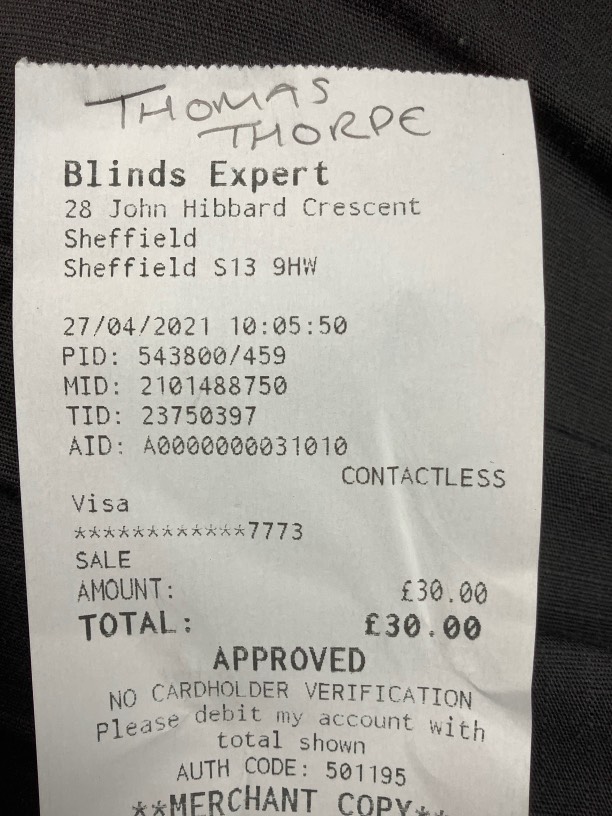 THOMAS
THORPE
Blinds Expert
28 John Hibbard Crescent
Sheffield
Sheffield S13 9HW
27/04/2021 10:05:50
PID: 543800/459
MID: 2101488750
TID: 23750397
AID: A0000000031010
CONTACTLESS
Visa
************7773
SALE
AMOUNT: £30.00
TOTAL: £30.00
APPROVED
NO CARDHOLDER VERIFICATION
Please debit my account with
total shown
AUTH CODE: 501195
**MERCHANT COPY**